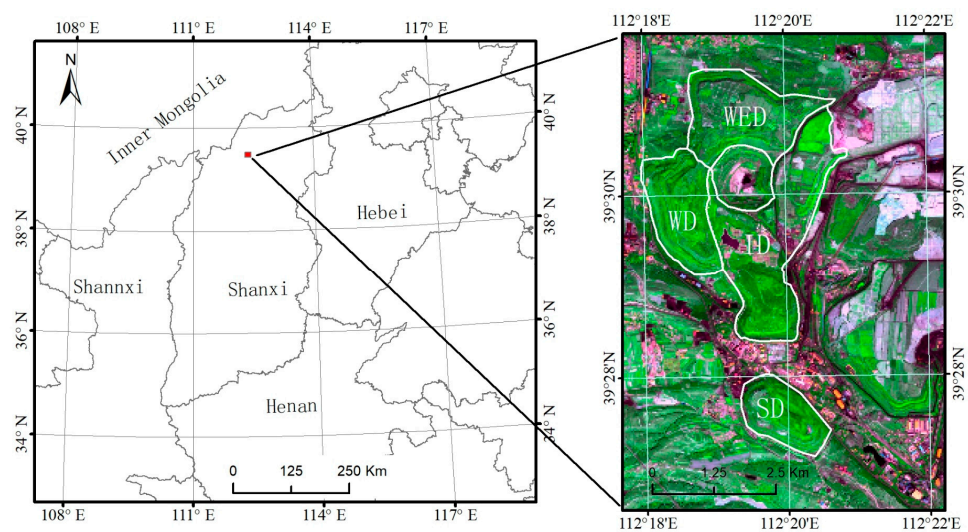 108° E 111° E 114° E 117° E
N
Inner Mongolia
Hebei
Shannxi
Shanxi
Henan
40° N
38° N
36° N
34° N
40° N
38° N
36° N
34° N
0 125 250 Km
108° E 111° E 114° E 117° E
112°18'E 112°20'E 112°22'E
WED
WD
ID
SD
39°30'N
39°28'N
39°30'N
39°28'N
0 1.25 2.5 Km
112°18'E 112°20'E 112°22'E